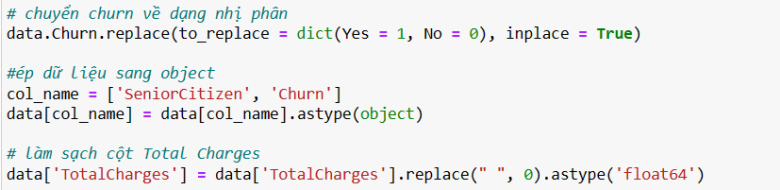 # chuyển churn về dạng nhị phân
data.Churn.replace(to_replace = dict(Yes = 1, No = 0), inplace = True)
#ép dữ liệu sang object
col_name = ['SeniorCitizen', 'Churn']
data[col_name] = data[col_name].astype(object)
# làm sạch cột Total Charges
data['TotalCharges'] = data['TotalCharges'].replace(" ", 0).astype('float64')